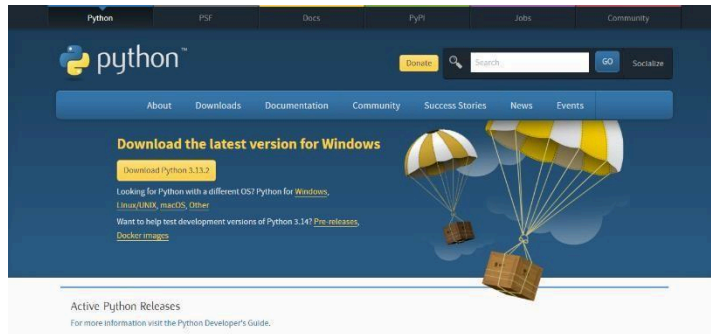 Python PSF Docs PyPI Jobs Community
python™ Donate Search GO Socialize
About Downloads Documentation Community Success Stories News Events
Download the latest version for Windows
Download Python 3.13.2
Looking for Python with a different OS? Python for Windows,
Linux/UNIX, macOS, Other
Want to help test development versions of Python 3.14? Pre-releases,
Docker images
Active Python Releases
For more information visit the Python Developer's Guide.